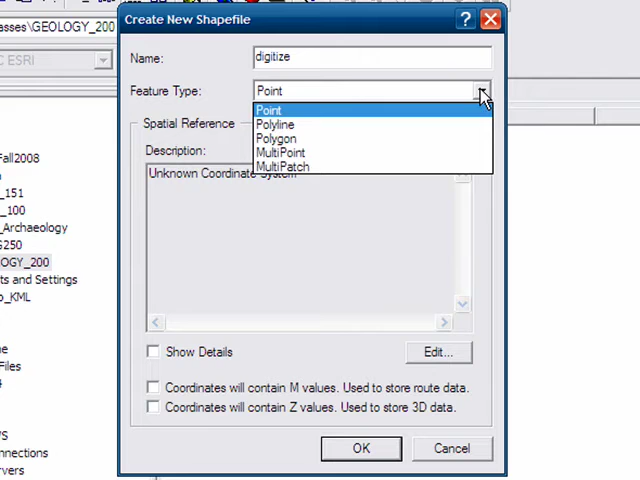 Create New Shapefile
asses\GEOLOGY_200
C ESRI
Name:
digitize
Feature Type:
Point
Point
Polyline
Polygon
MultiPoint
MultiPatch
Spatial Reference
Description:
Unknown Coordinate System
Fall2008
_151
_100
_Archaeology
G250
OGY_200
ts and Settings
o_KML
ne
Files
Show Details
Edit...
Coordinates will contain M values. Used to store route data.
Coordinates will contain Z values. Used to store 3D data.
/S
nnections
rvers
OK
Cancel